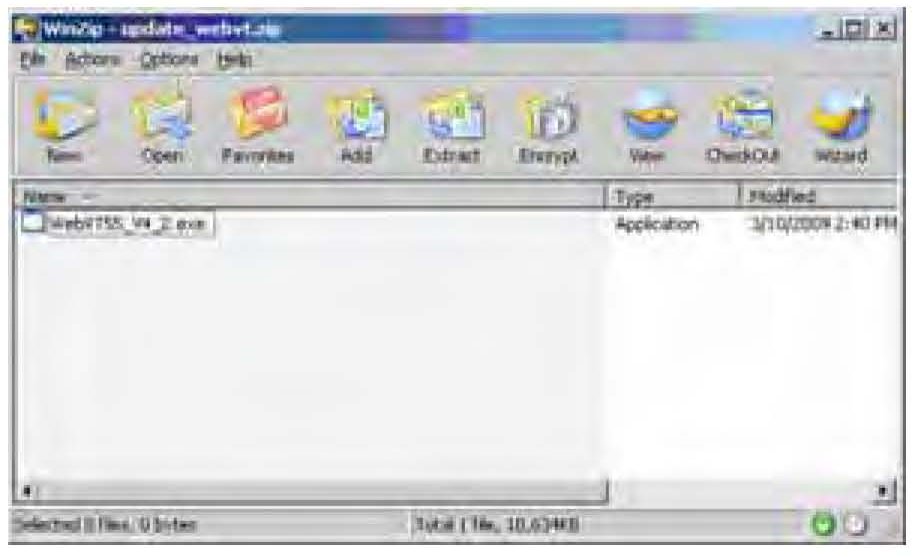 WinZip - update_webvt.zip
File Actions Options Help
New Open Favorites Add Extract Encrypt View CheckOut Wizard
Name Type Modified
WebVTSS_V4_2.exe Application 3/10/2009 2:40 PM
Selected 0 files, 0 bytes Total 1 file, 10,634KB